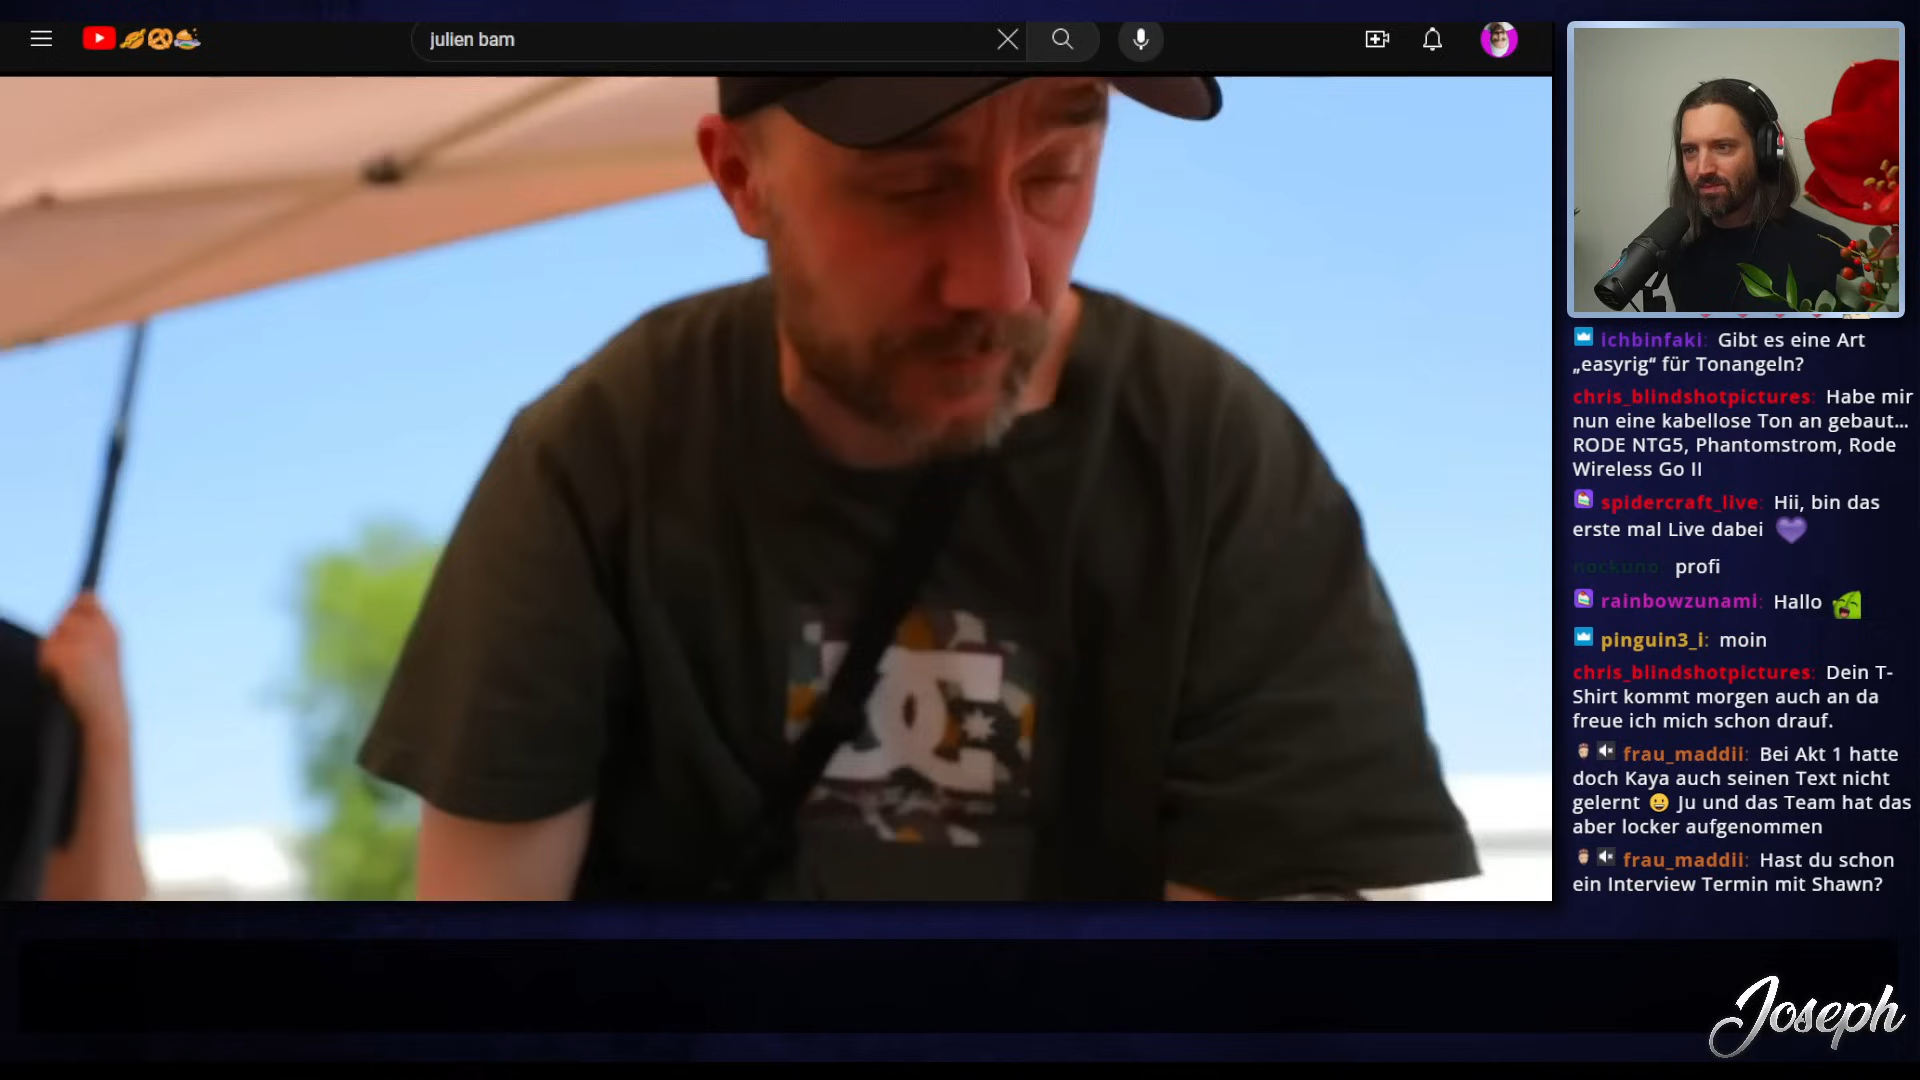 julien bam
ichbinfaki: Gibt es eine Art
„easyrig“ für Tonangeln?
chris_blindshotpictures: Habe mir
nun eine kabellose Ton an gebaut...
RODE NTG5, Phantomstrom, Rode
Wireless Go II
spidercraft_live: Hii, bin das
erste mal Live dabei
nockuno profi
rainbowzunami: Hallo
pinguin3_i: moin
chris_blindshotpictures: Dein T-
Shirt kommt morgen auch an da
freue ich mich schon drauf.
frau_maddii: Bei Akt 1 hatte
doch Kaya auch seinen Text nicht
gelernt 😀 Ju und das Team hat das
aber locker aufgenommen
frau_maddii: Hast du schon
ein Interview Termin mit Shawn?
DC
Joseph